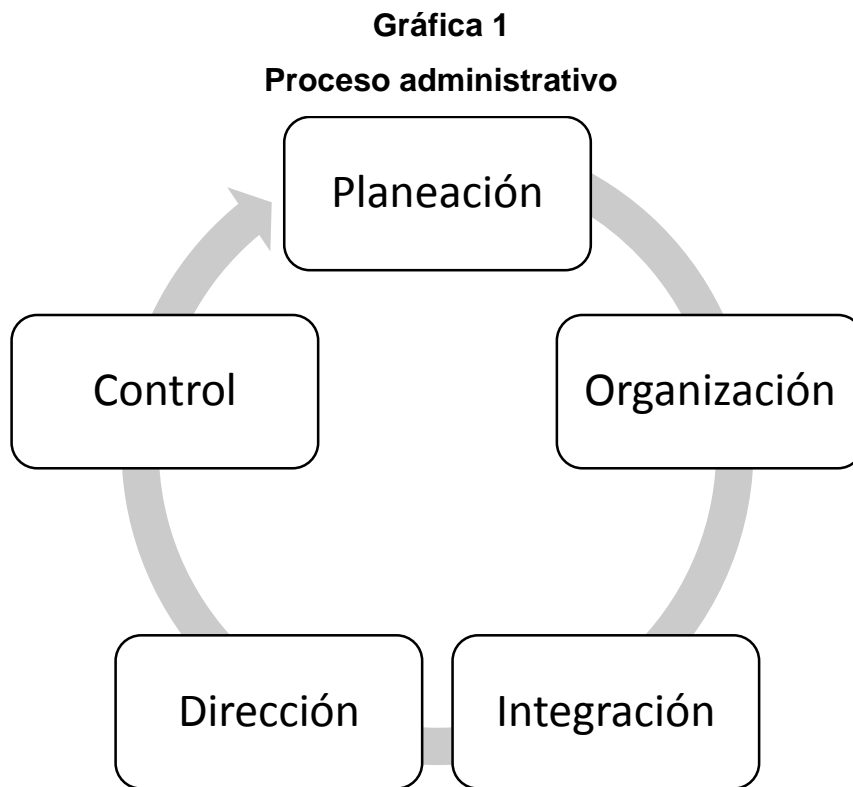 Gráfica 1
Proceso administrativo
Planeación
Organización
Integración
Dirección
Control